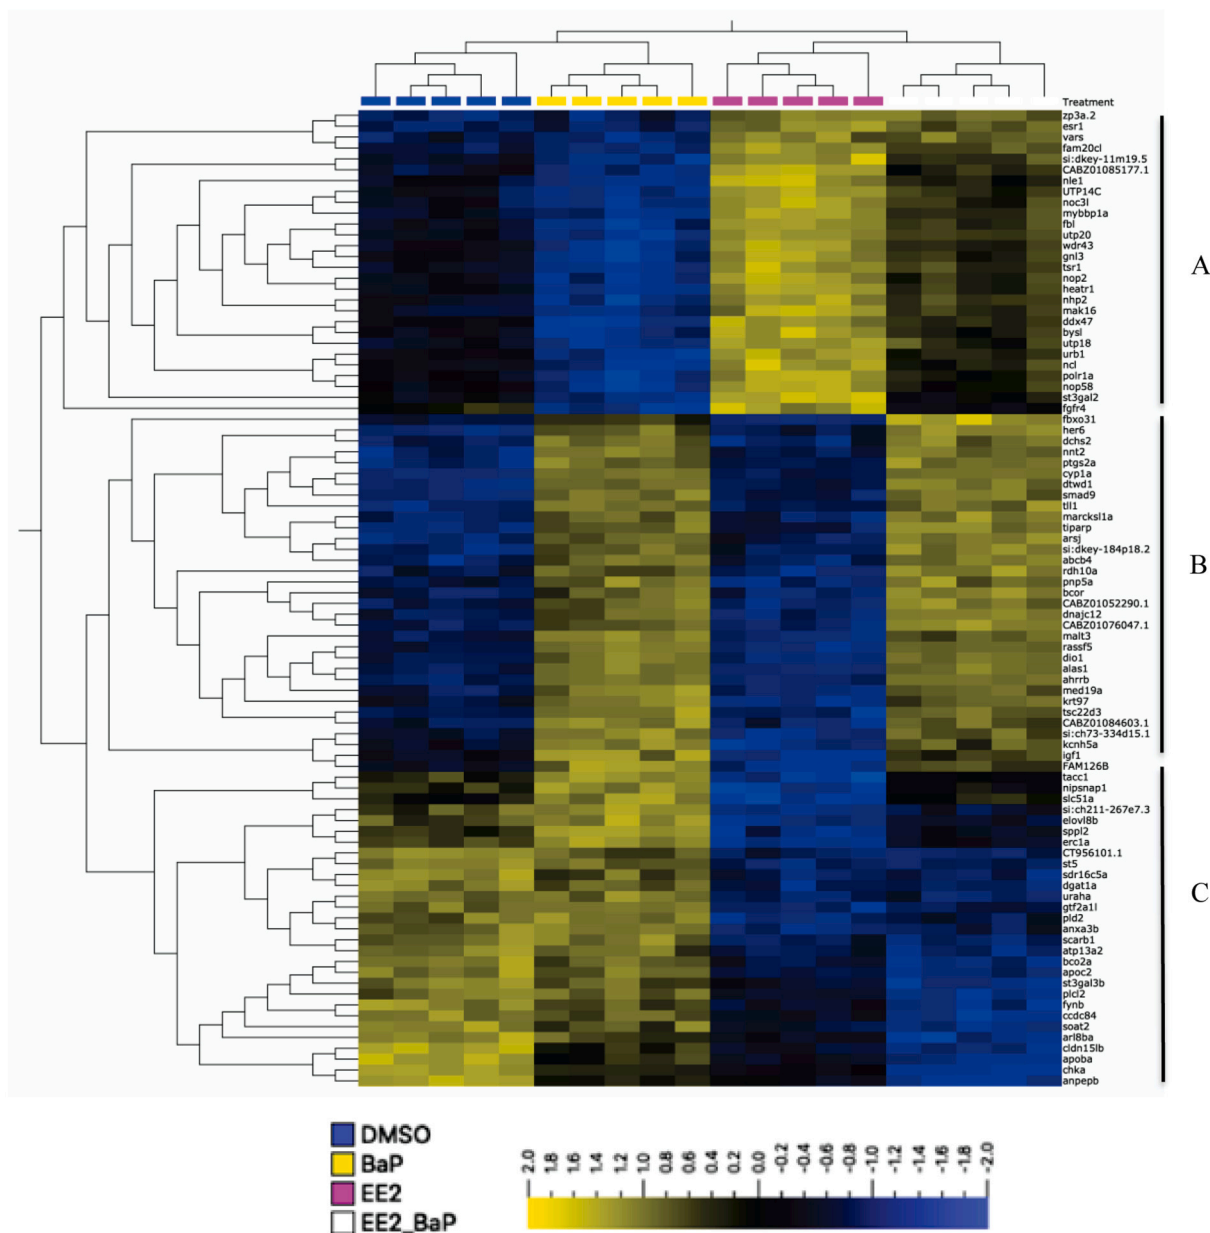 Treatment
zp3a.2
esr1
vars
fam20cl
si:dkey-11m19.5
CABZ01085177.1
nle1
UTP14C
noc3l
mybbp1a
fbl
utp20
wdr43
gnl3
tsr1
nop2
heatr1
nhp2
mak16
ddx47
bysl
utp18
urb1
ncl
polr1a
nop58
st3gal2
fgfr4
A
fbxo31
her6
dchs2
nnt2
ptgs2a
cyp1a
dtwd1
smad9
tll1
marcksl1a
tiparp
arsj
si:dkey-184p18.2
abcb4
rdh10a
pnp5a
bcor
CABZ01052290.1
dnajc12
CABZ01076047.1
malt3
rassf5
dio1
alas1
ahrrb
med19a
krt97
tsc22d3
CABZ01084603.1
si:ch73-334d15.1
kcnh5a
igf1
FAM126B
B
tacc1
nipsnap1
slc51a
si:ch211-267e7.3
elovl8b
sppl2
erc1a
CT956101.1
st5
sdr16c5a
dgat1a
uraha
gtf2a1l
pld2
anxa3b
scarb1
atp13a2
bco2a
apoc2
st3gal3b
plcl2
fynb
ccdc84
soat2
arl8ba
cldn15lb
apoba
chka
anpepb
C
DMSO
BaP
EE2
EE2_BaP
2.0 1.8 1.6 1.4 1.2 1.0 0.8 0.6 0.4 0.2 0.0 -0.2 -0.4 -0.6 -0.8 -1.0 -1.2 -1.4 -1.6 -1.8 -2.0